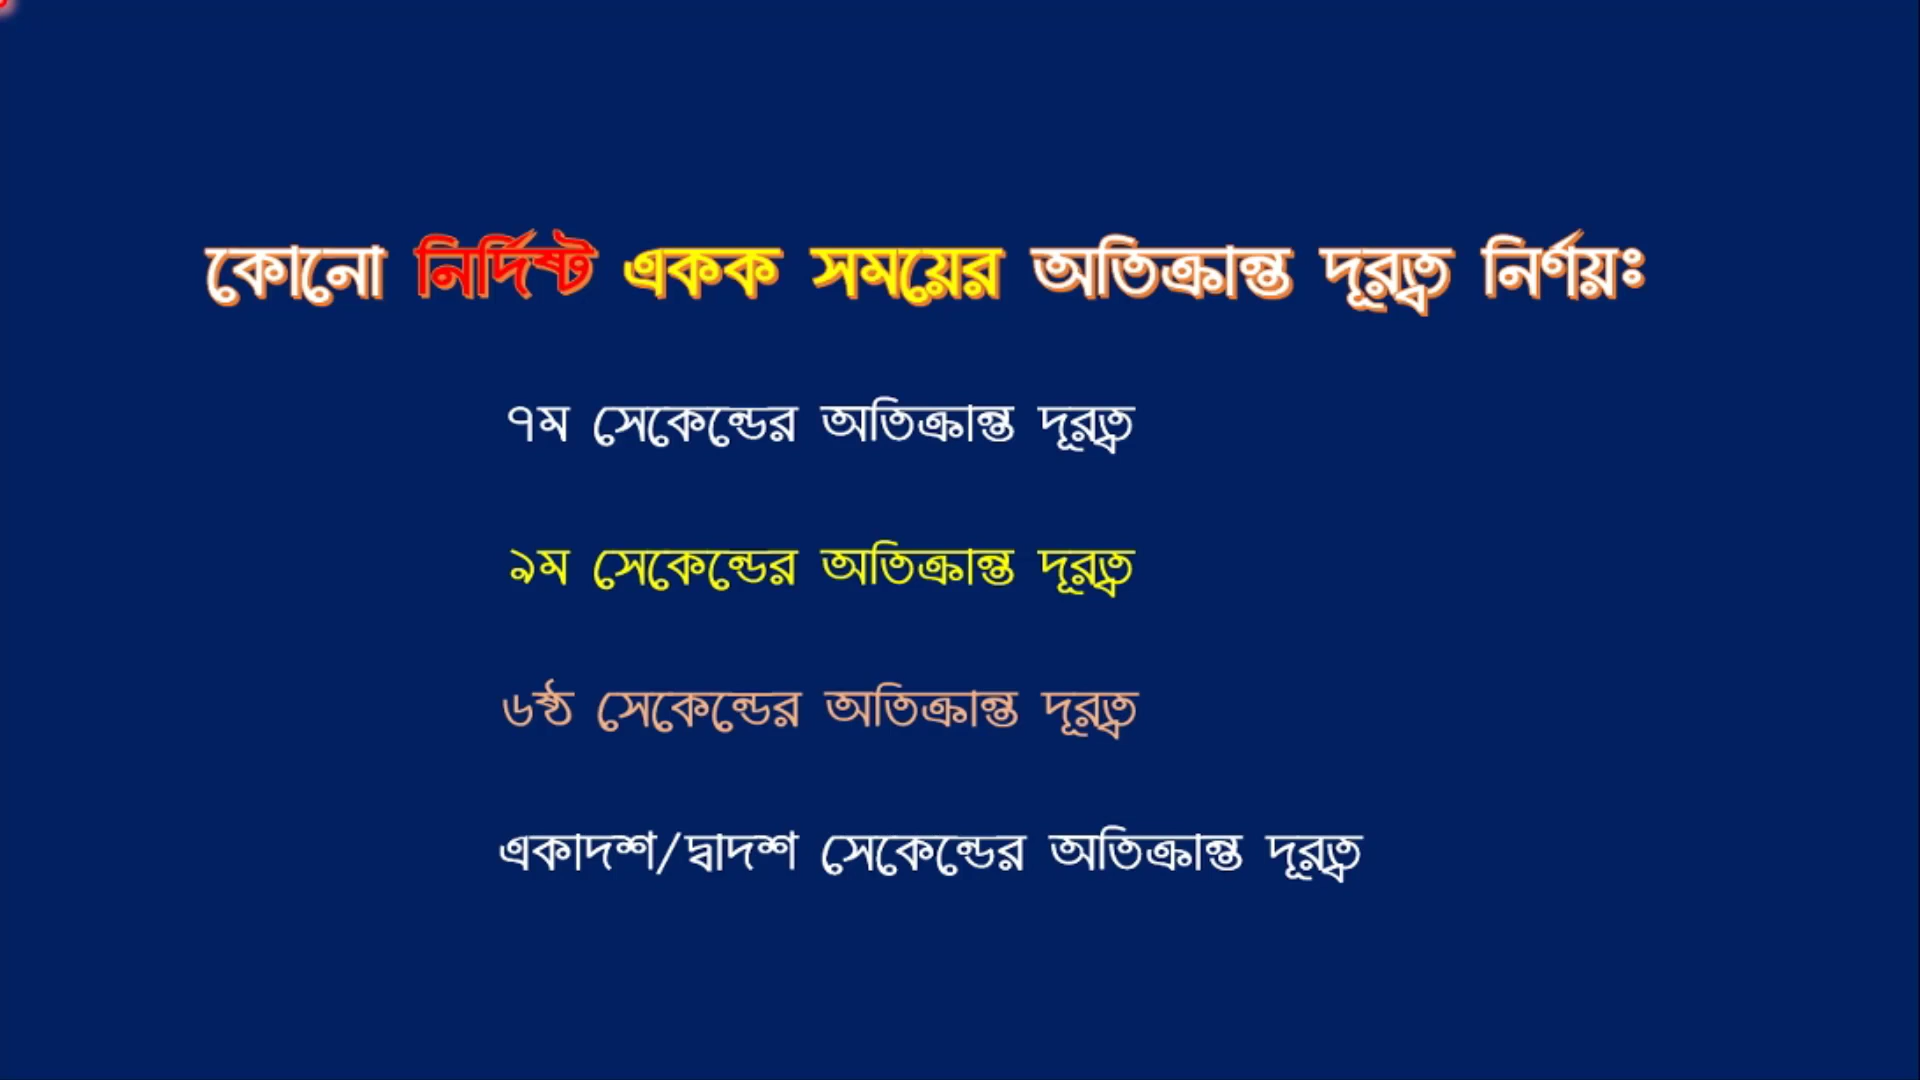 কোনো নির্দিষ্ট একক সময়ের অতিক্রান্ত দূরত্ব নির্ণয়ঃ
৭ম সেকেন্ডের অতিক্রান্ত দূরত্ব
৯ম সেকেন্ডের অতিক্রান্ত দূরত্ব
৬ষ্ঠ সেকেন্ডের অতিক্রান্ত দূরত্ব
একাদশ/দ্বাদশ সেকেন্ডের অতিক্রান্ত দূরত্ব